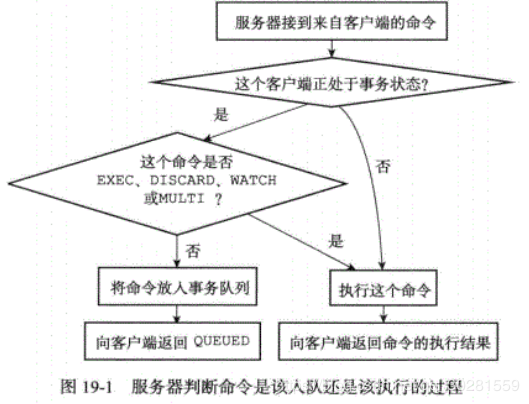 服务器接到来自客户端的命令
这个客户端正处于事务状态?
是
否
这个命令是否
EXEC、DISCARD、WATCH
或MULTI ?
是
否
将命令放入事务队列
执行这个命令
向客户端返回 QUEUED
向客户端返回命令的执行结果
图 19-1 服务器判断命令是该入队还是该执行的过程